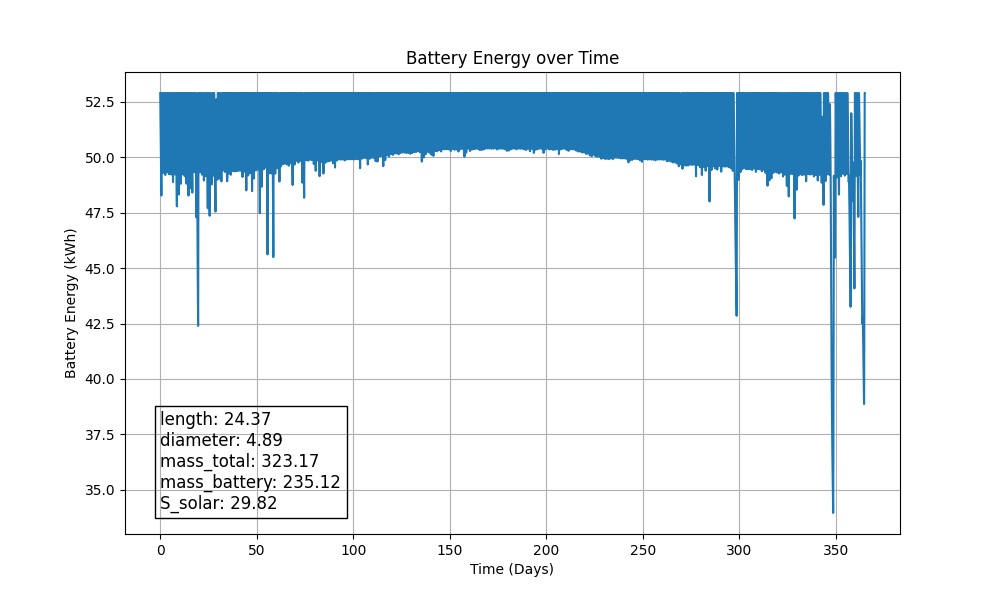 Battery Energy over Time
Battery Energy (kWh)
52.5
50.0
47.5
45.0
42.5
40.0
37.5
35.0
length: 24.37
diameter: 4.89
mass_total: 323.17
mass_battery: 235.12
S_solar: 29.82
0 50 100 150 200 250 300 350
Time (Days)